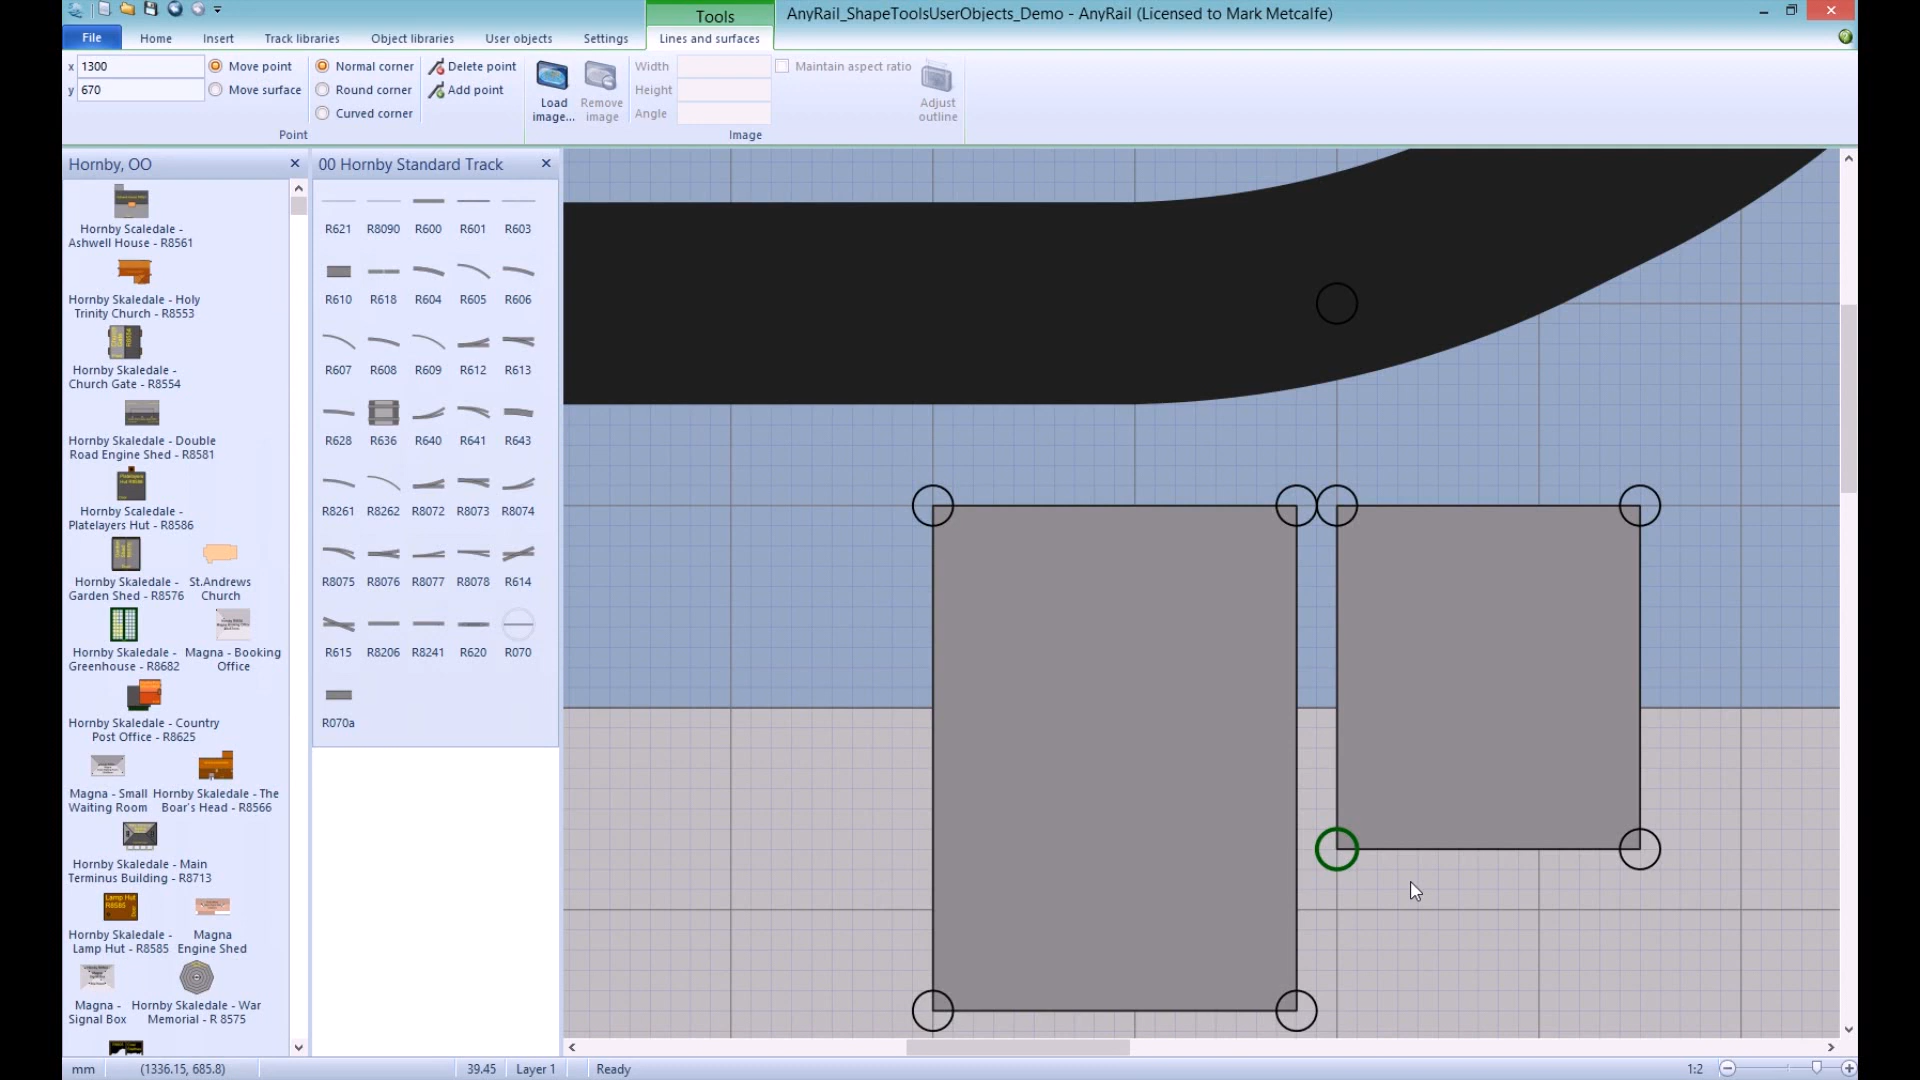 Tools
AnyRail_ShapeToolsUserObjects_Demo - AnyRail (Licensed to Mark Metcalfe)
File
Home
Insert
Track libraries
Object libraries
User objects
Settings
Lines and surfaces
x 1300
y 670
Move point
Move surface
Normal corner
Round corner
Curved corner
Delete point
Add point
Point
Load image...
Remove image
Width
Height
Angle
Maintain aspect ratio
Adjust outline
Image
Hornby, OO
Hornby Scaledale - Ashwell House - R8561
Hornby Skaledale - Holy Trinity Church - R8553
Hornby Skaledale - Church Gate - R8554
Hornby Skaledale - Double Road Engine Shed - R8581
Hornby Scaledale - Platelayers Hut - R8586
Hornby Skaledale - Garden Shed - R8576
St.Andrews Church
Hornby Skaledale - Greenhouse - R8682
Magna - Booking Office
Hornby Skaledale - Country Post Office - R8625
Magna - Small Waiting Room
Hornby Skaledale - The Boar's Head - R8566
Hornby Skaledale - Main Terminus Building - R8713
Lamp Hut R8585
Hornby Skaledale - Lamp Hut - R8585
Magna Engine Shed
Magna - Signal Box
Hornby Skaledale - War Memorial - R 8575
00 Hornby Standard Track
R621 R8090 R600 R601 R603
R610 R618 R604 R605 R606
R607 R608 R609 R612 R613
R628 R636 R640 R641 R643
R8261 R8262 R8072 R8073 R8074
R8075 R8076 R8077 R8078 R614
R615 R8206 R8241 R620 R070
R070a
mm
(1336.15, 685.8)
39.45
Layer 1
Ready
1:2